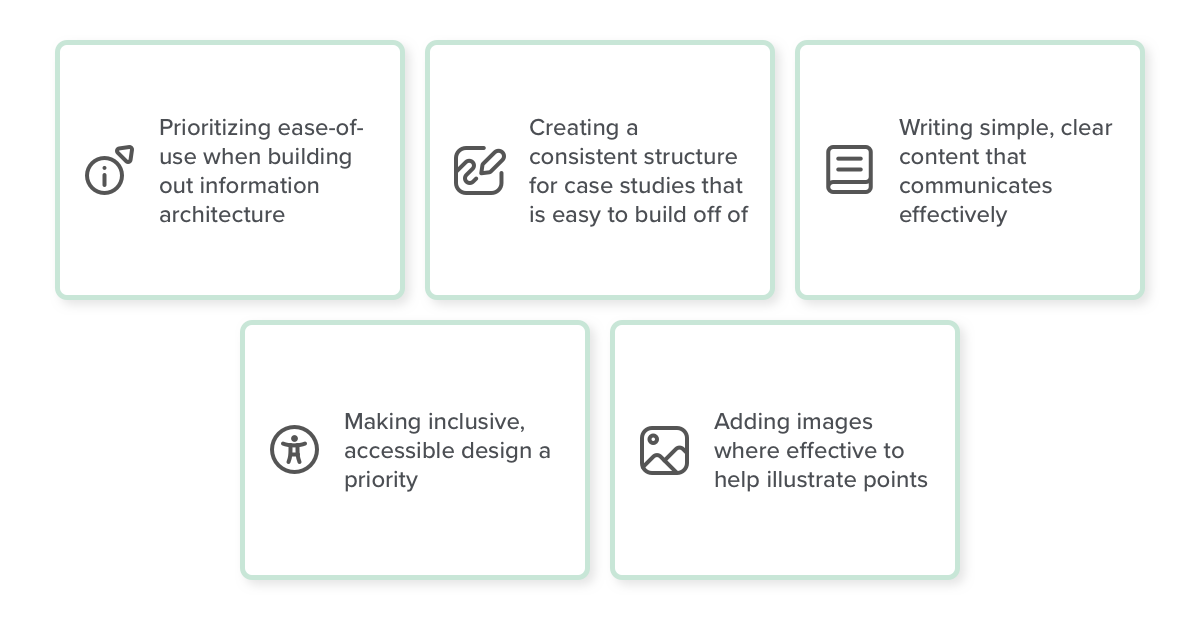 Prioritizing ease-of-
use when building
out information
architecture
Creating a
consistent structure
for case studies that
is easy to build off of
Writing simple, clear
content that
communicates
effectively
Making inclusive,
accessible design a
priority
Adding images
where effective to
help illustrate points